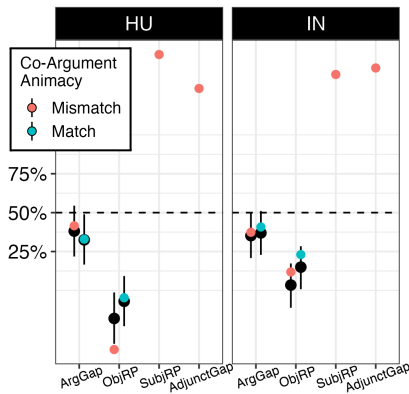 HU
IN
Co-Argument
Animacy
Mismatch
Match
75%
50%
25%
ArgGap
ObjRP
SubjRP
AdjunctGap
ArgGap
ObjRP
SubjRP
AdjunctGap